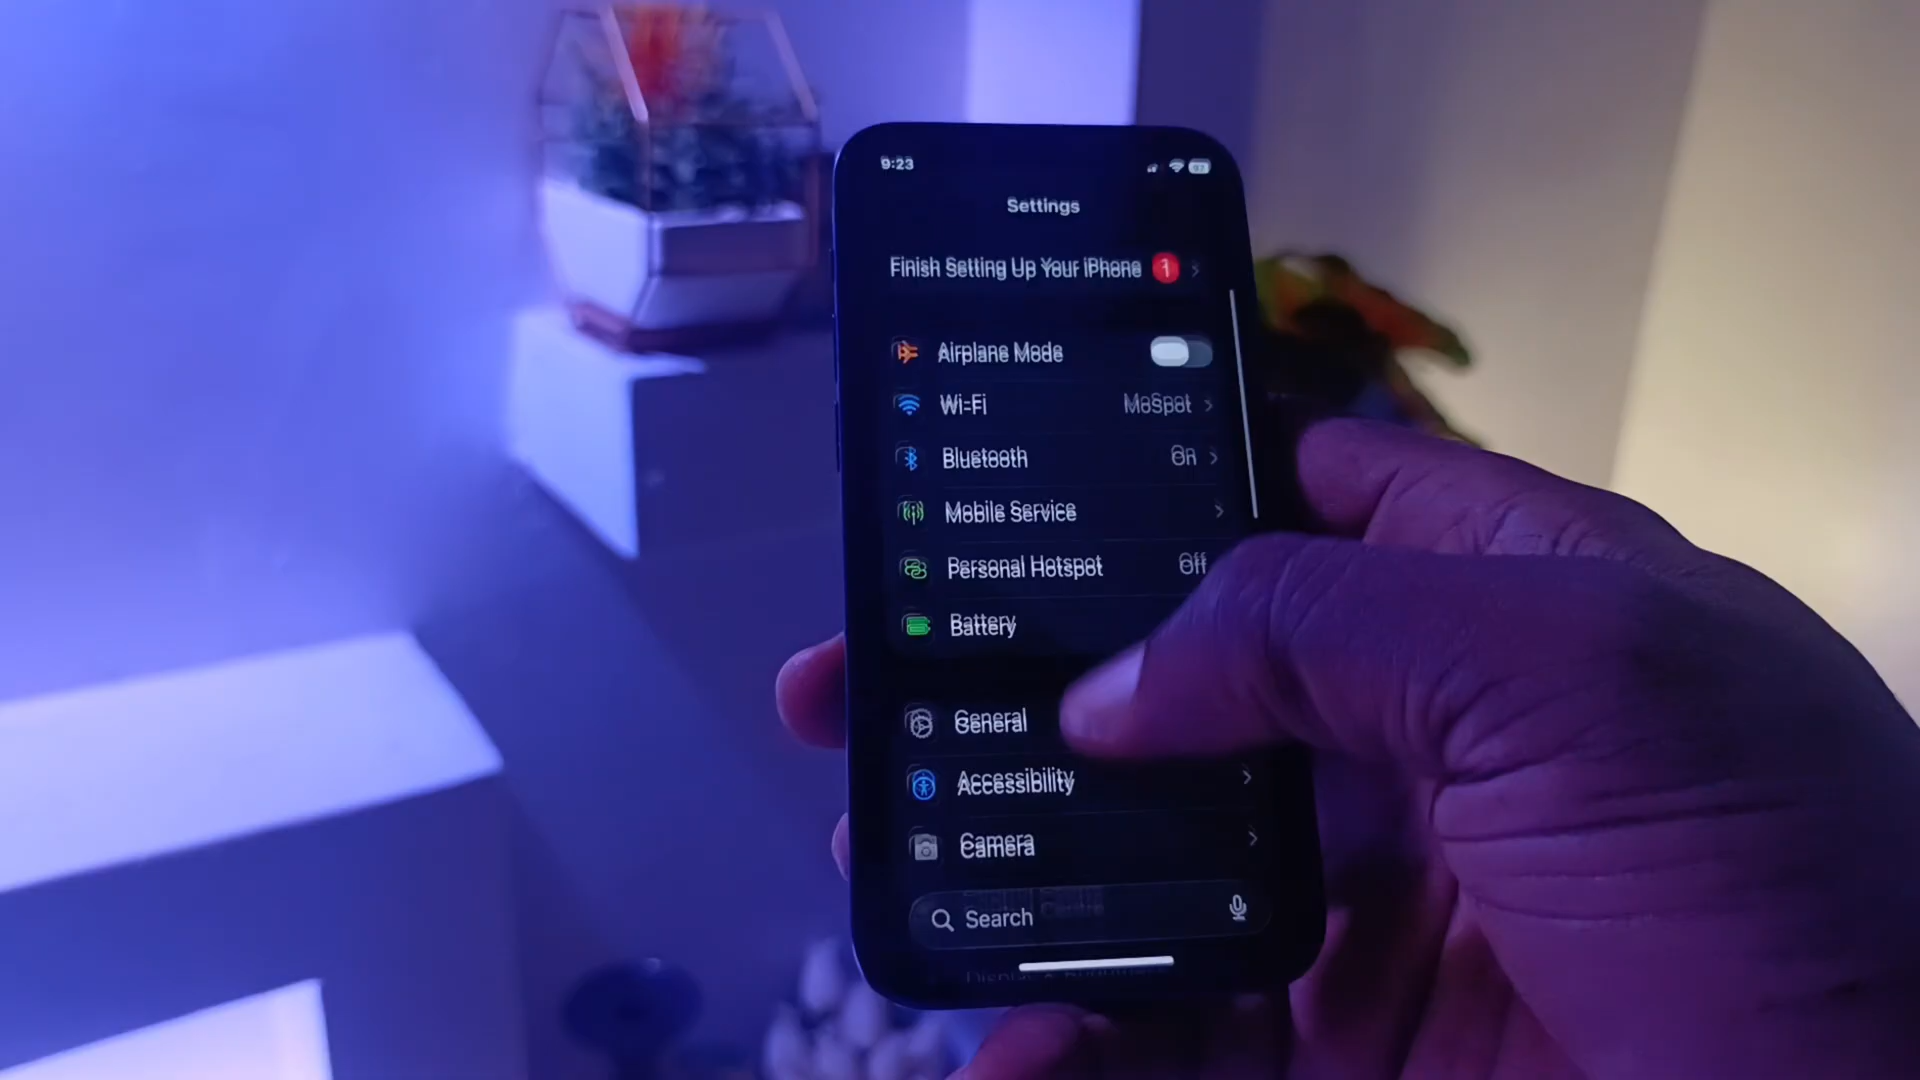 9:23
Settings
Finish Setting Up Your iPhone 1
Airplane Mode
Wi-Fi MoSpot
Bluetooth On
Mobile Service
Personal Hotspot Off
Battery
General
Accessibility
Camera
Search